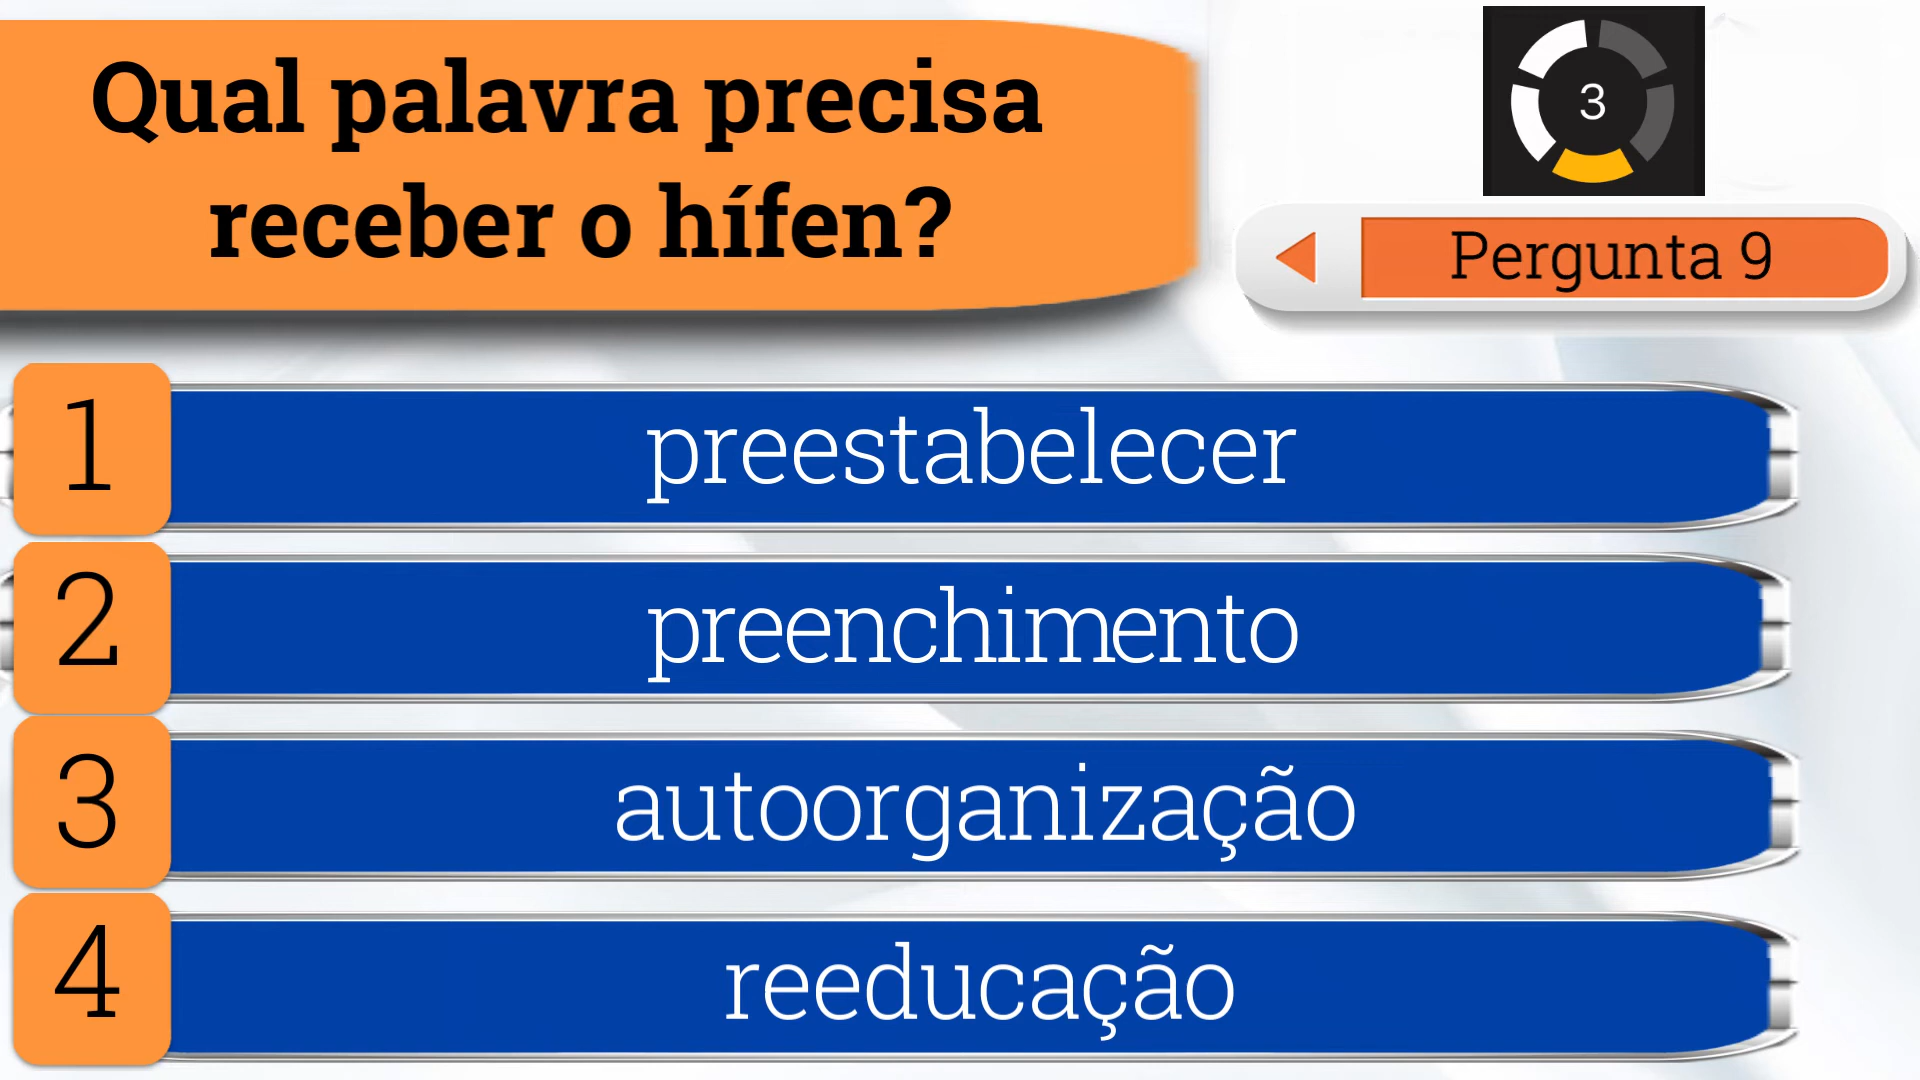 Qual palavra precisa
receber o hífen?
3
Pergunta 9
1
preestabelecer
2
preenchimento
3
autoorganização
4
reeducação